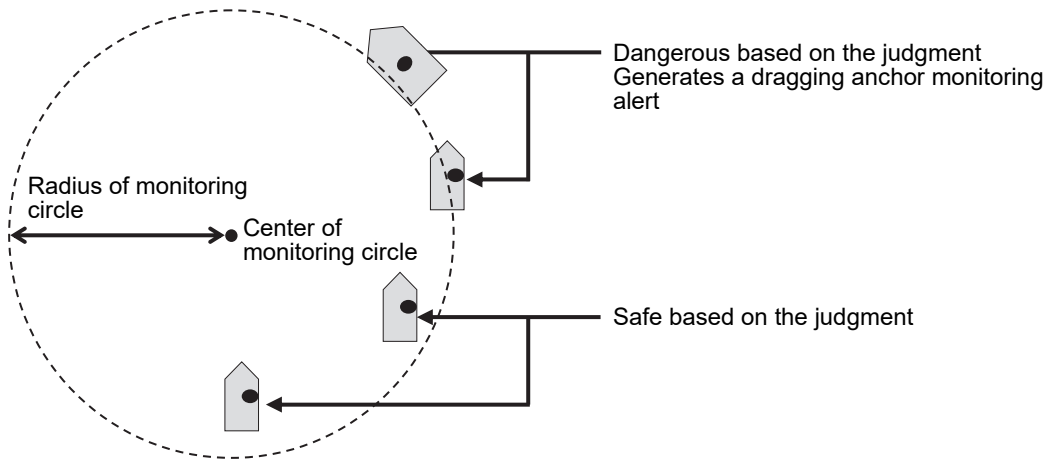 Dangerous based on the judgment
Generates a dragging anchor monitoring
alert
Radius of monitoring
circle
Center of
monitoring circle
Safe based on the judgment